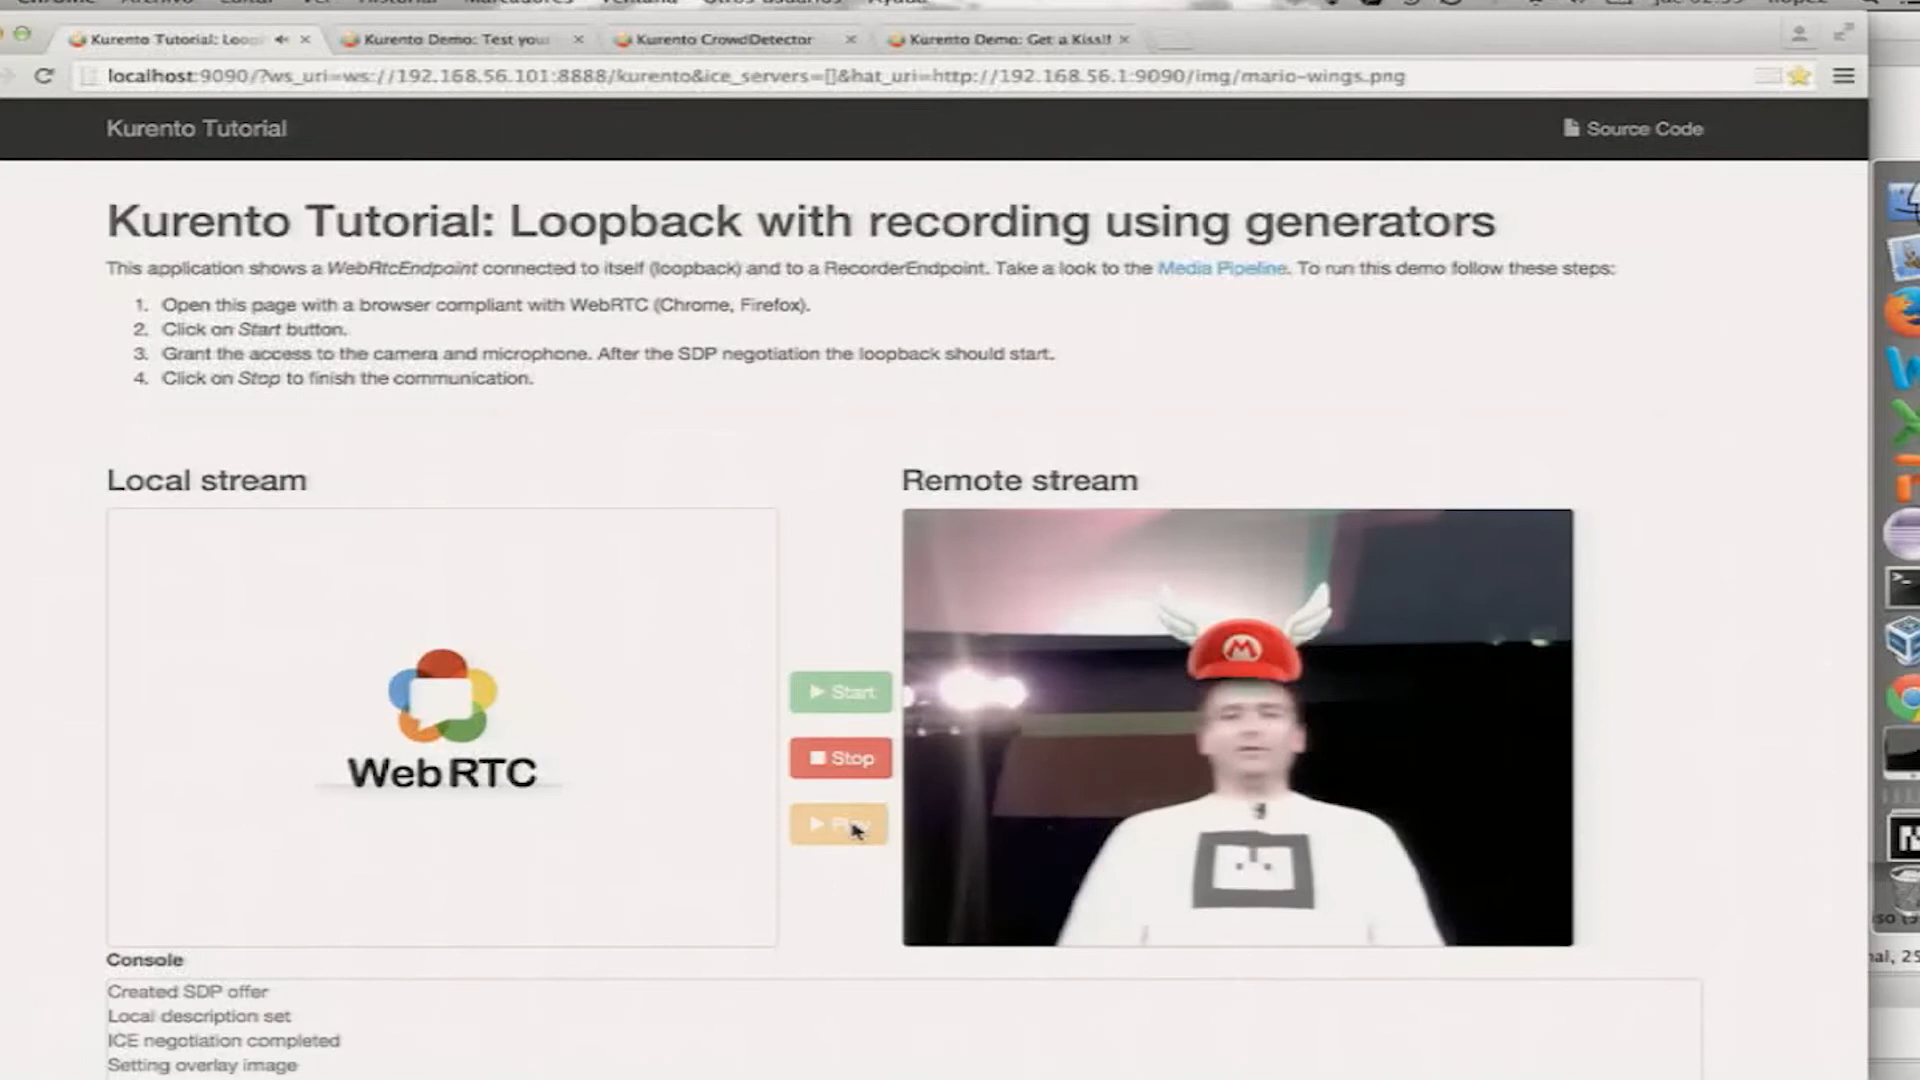 Kurento Tutorial: Loop
Kurento Demo: Test your
Kurento CrowdDetector
Kurento Demo: Get a Kiss!!
localhost:9090/?ws_uri=ws://192.168.56.101:8888/kurento&ice_servers=[]&hat_uri=http://192.168.56.1:9090/img/mario-wings.png
Kurento Tutorial
Source Code
Kurento Tutorial: Loopback with recording using generators
This application shows a WebRtcEndpoint connected to itself (loopback) and to a RecorderEndpoint. Take a look to the Media Pipeline. To run this demo follow these steps:
1. Open this page with a browser compliant with WebRTC (Chrome, Firefox).
2. Click on Start button.
3. Grant the access to the camera and microphone. After the SDP negotiation the loopback should start.
4. Click on Stop to finish the communication.
Local stream
Remote stream
WebRTC
Start
Stop
Play
M
Console
Created SDP offer
Local description set
ICE negotiation completed
Setting overlay image